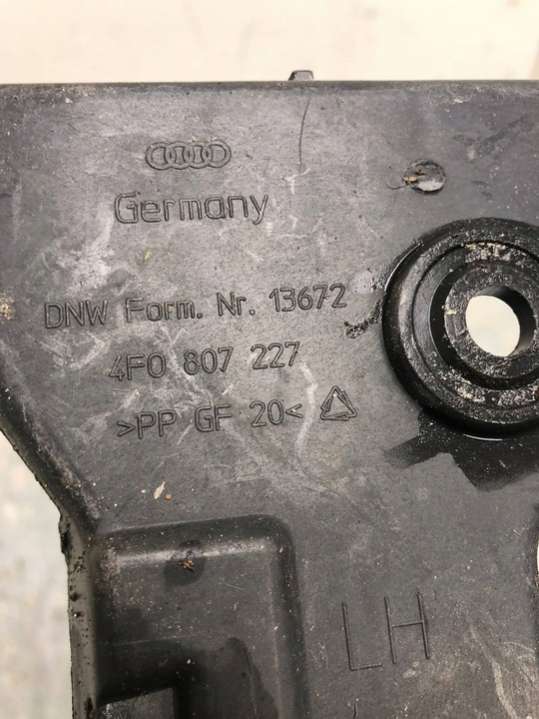 Germany
DNW Form. Nr. 13672
4F0 807 227
>PP GF 20<
LH